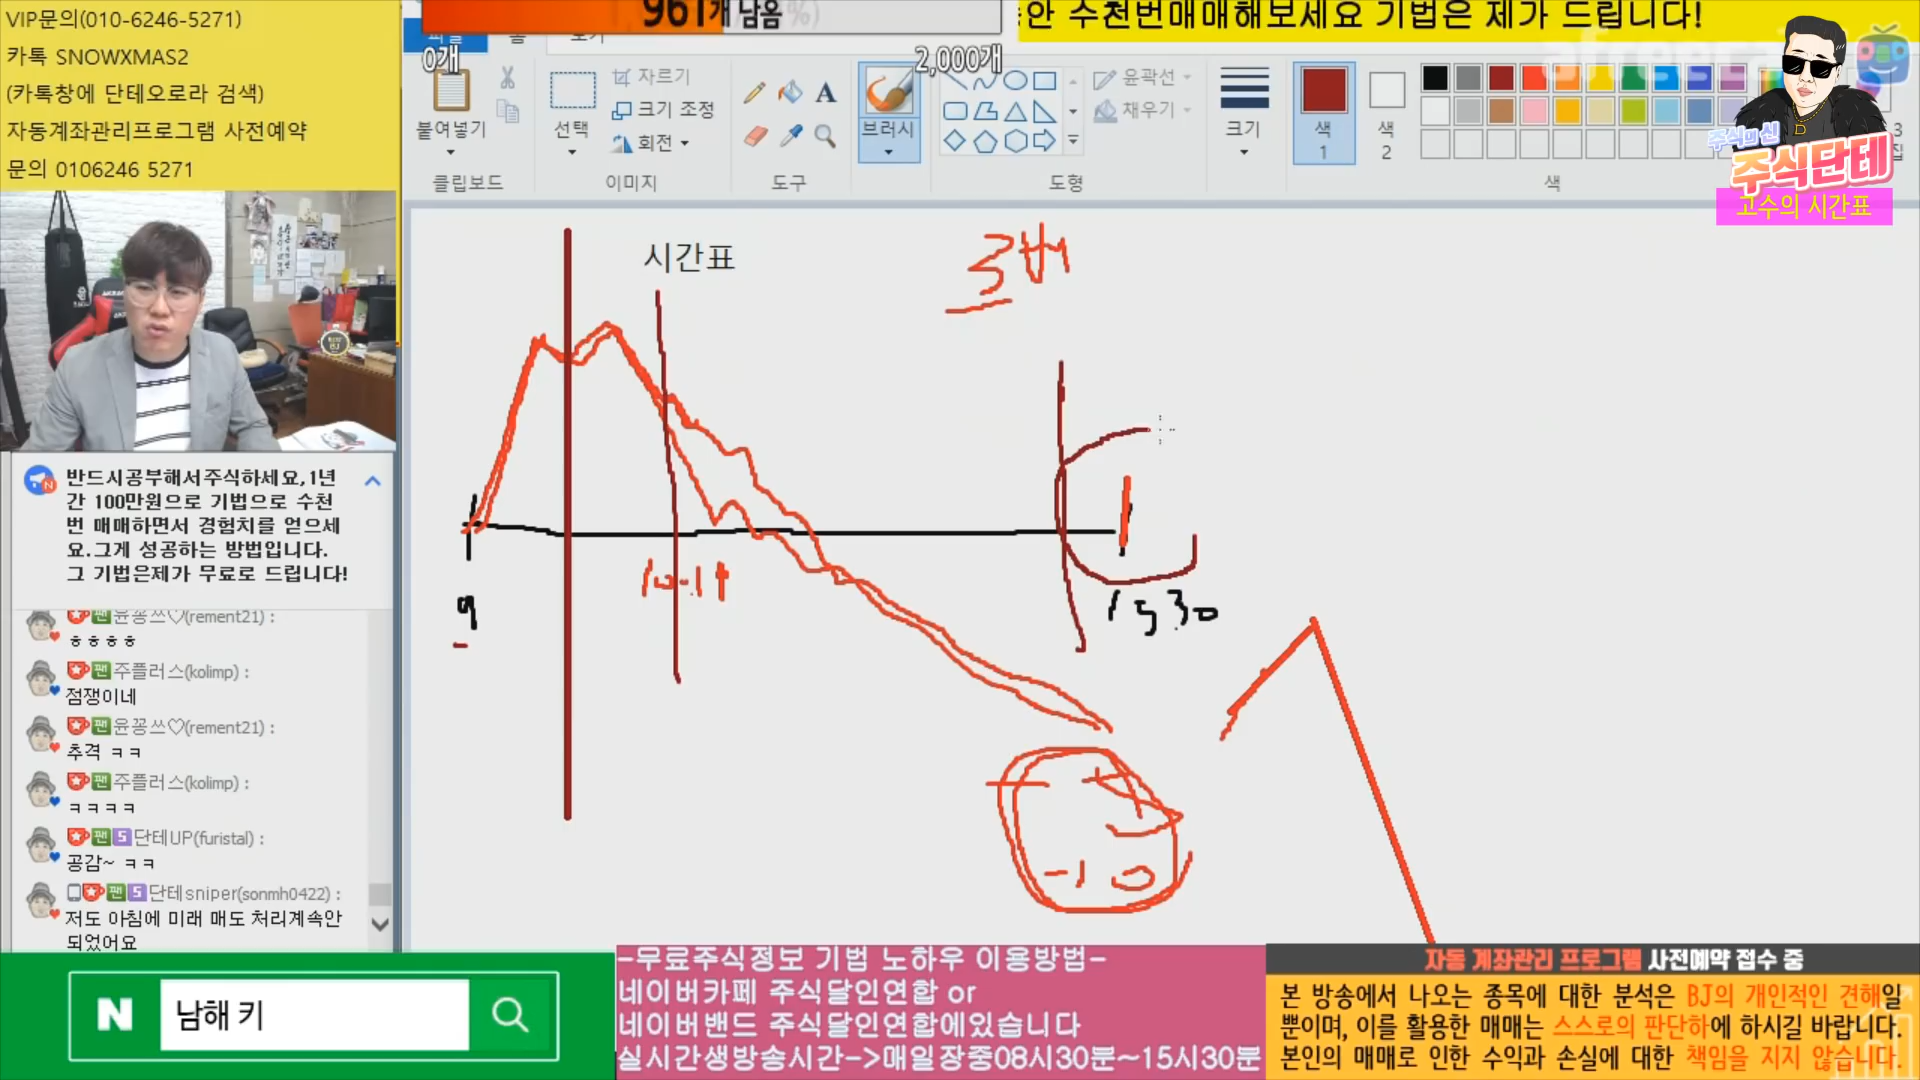 VIP문의(010-6246-5271)
카톡 SNOWXMAS2
(카톡창에 단테오로라 검색)
자동계좌관리프로그램 사전예약
문의 0106246 5271
961개 남음
0개
2,000개
안 수천번매매해보세요 기법은 제가 드립니다!
주식의신
주식단테
고수의 시간표
붙여넣기
클립보드
선택
자르기
크기 조정
회전
이미지
도구
브러시
윤곽선
채우기
도형
크기
색
1
색
2
색
시간표
3번
9
10-11
1530
-10
반드시공부해서주식하세요,1년
간 100만원으로 기법으로 수천
번 매매하면서 경험치를 얻으세
요.그게 성공하는 방법입니다.
그 기법은제가 무료로 드립니다!
팬 윤꽁쓰♡(rement21) :
ㅎㅎㅎㅎ
팬 주플러스(kolimp) :
점쟁이네
팬 윤꽁쓰♡(rement21) :
추격 ㅋㅋ
팬 주플러스(kolimp) :
ㅋㅋㅋㅋ
팬 S 단테UP(furistal) :
공감~ ㅋㅋ
팬 S 단테sniper(sonmh0422) :
저도 아침에 미래 매도 처리계속안
되었어요
N 남해 키
-무료주식정보 기법 노하우 이용방법-
네이버카페 주식달인연합 or
네이버밴드 주식달인연합에있습니다
실시간생방송시간->매일장중08시30분~15시30분
자동 계좌관리 프로그램 사전예약 접수 중
본 방송에서 나오는 종목에 대한 분석은 BJ의 개인적인 견해일
뿐이며, 이를 활용한 매매는 스스로의 판단하에 하시길 바랍니다.
본인의 매매로 인한 수익과 손실에 대한 책임을 지지 않습니다.